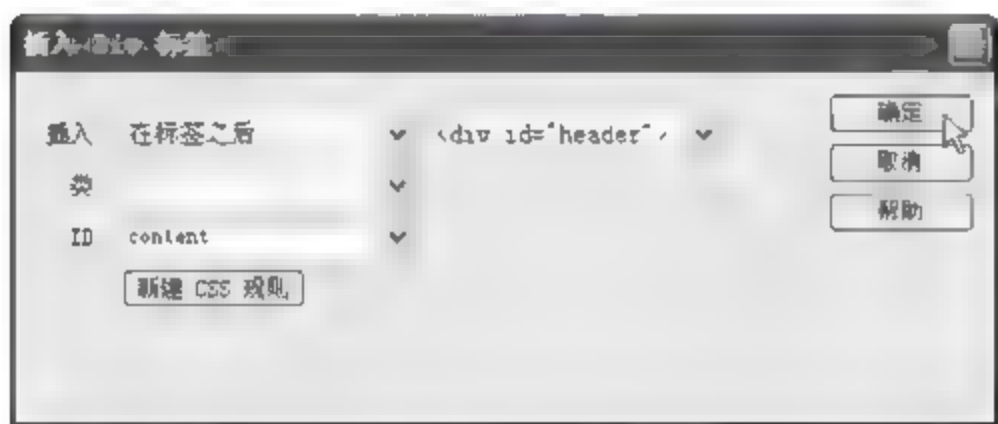 插入 Div 标签
插入 在标签之后 <div id="header">
类
ID content
新建 CSS 规则
确定
取消
帮助